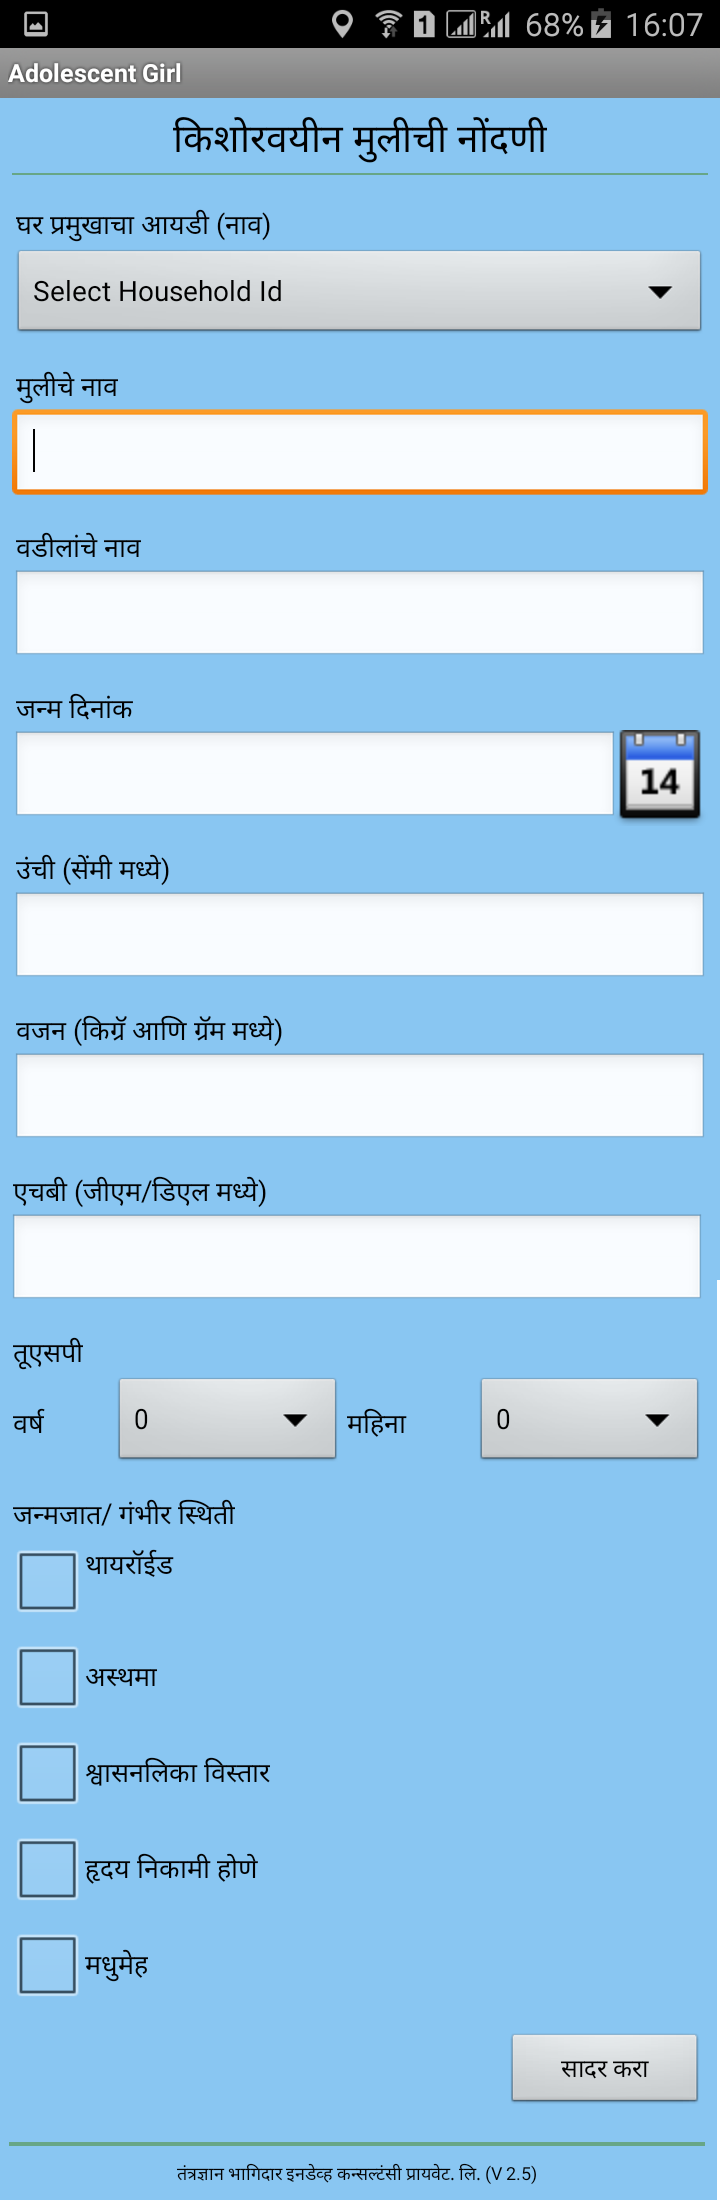 1 R 68% 16:07
Adolescent Girl
किशोरवयीन मुलीची नोंदणी
घर प्रमुखाचा आयडी (नाव)
Select Household Id
मुलीचे नाव
वडीलांचे नाव
जन्म दिनांक
14
उंची (सेंमी मध्ये)
वजन (किग्रॅ आणि ग्रॅम मध्ये)
एचबी (जीएम/डिएल मध्ये)
तूएसपी
वर्ष 0 महिना 0
जन्मजात/ गंभीर स्थिती
थायरॉईड
अस्थमा
श्वासनलिका विस्तार
हृदय निकामी होणे
मधुमेह
सादर करा
तंत्रज्ञान भागिदार इनडेव्ह कन्सल्टंसी प्रायवेट. लि. (V 2.5)